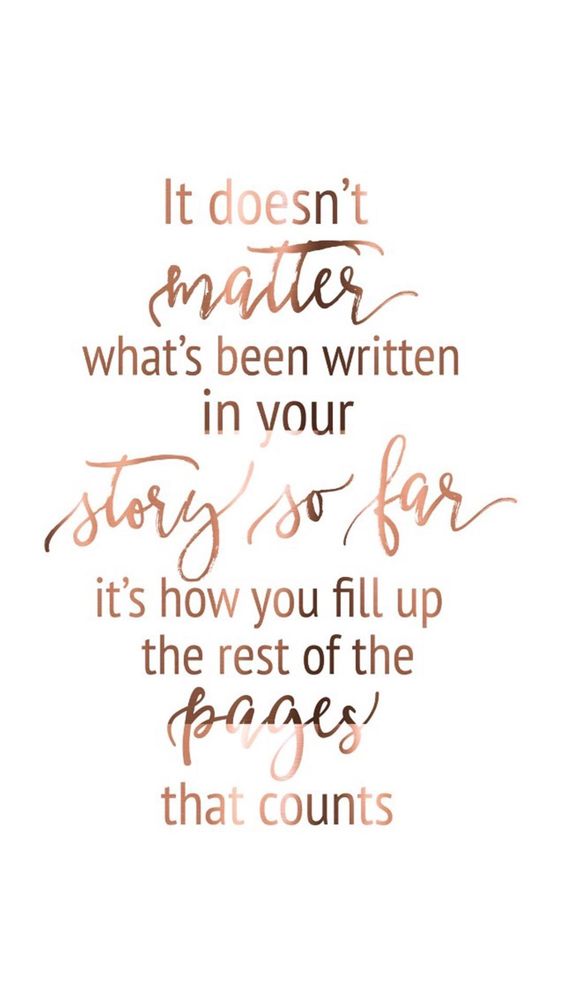 It doesn't
matter
what's been written
in your
story so far
it's how you fill up
the rest of the
pages
that counts